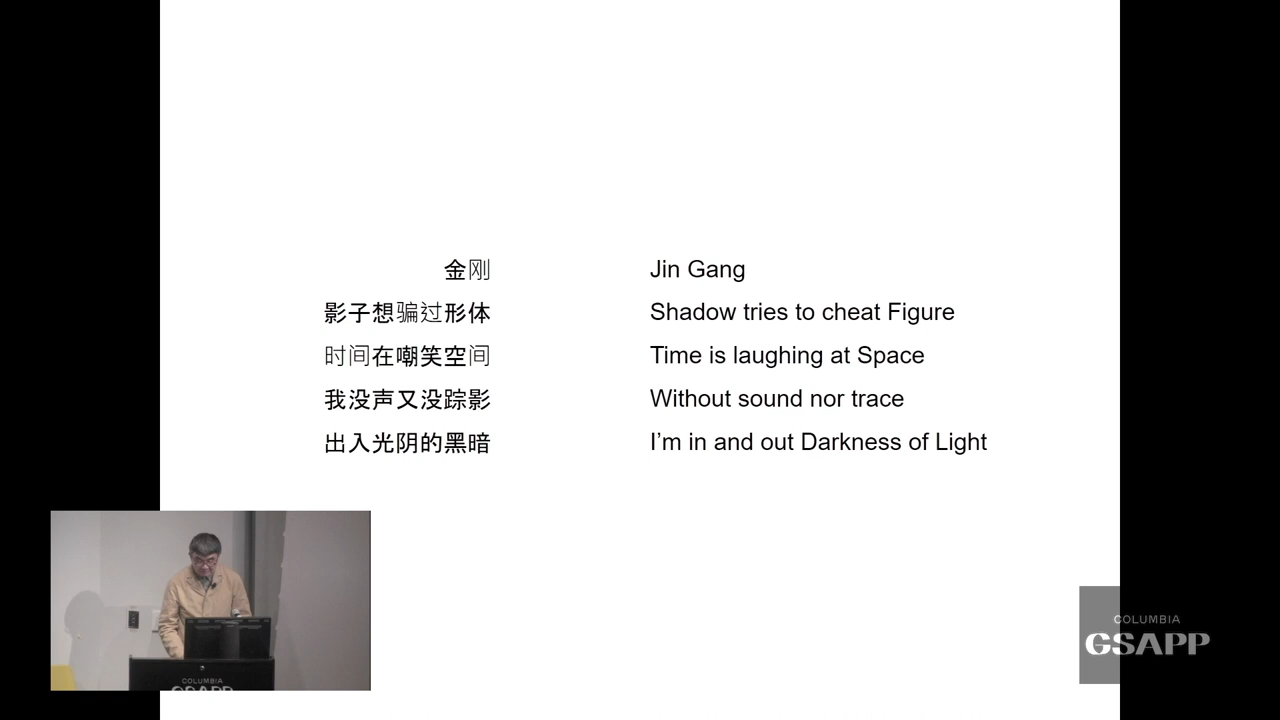 金刚
影子想骗过形体
时间在嘲笑空间
我没声又没踪影
出入光阴的黑暗
Jin Gang
Shadow tries to cheat Figure
Time is laughing at Space
Without sound nor trace
I’m in and out Darkness of Light
COLUMBIA
GSAPP
COLUMBIA
GSAPP